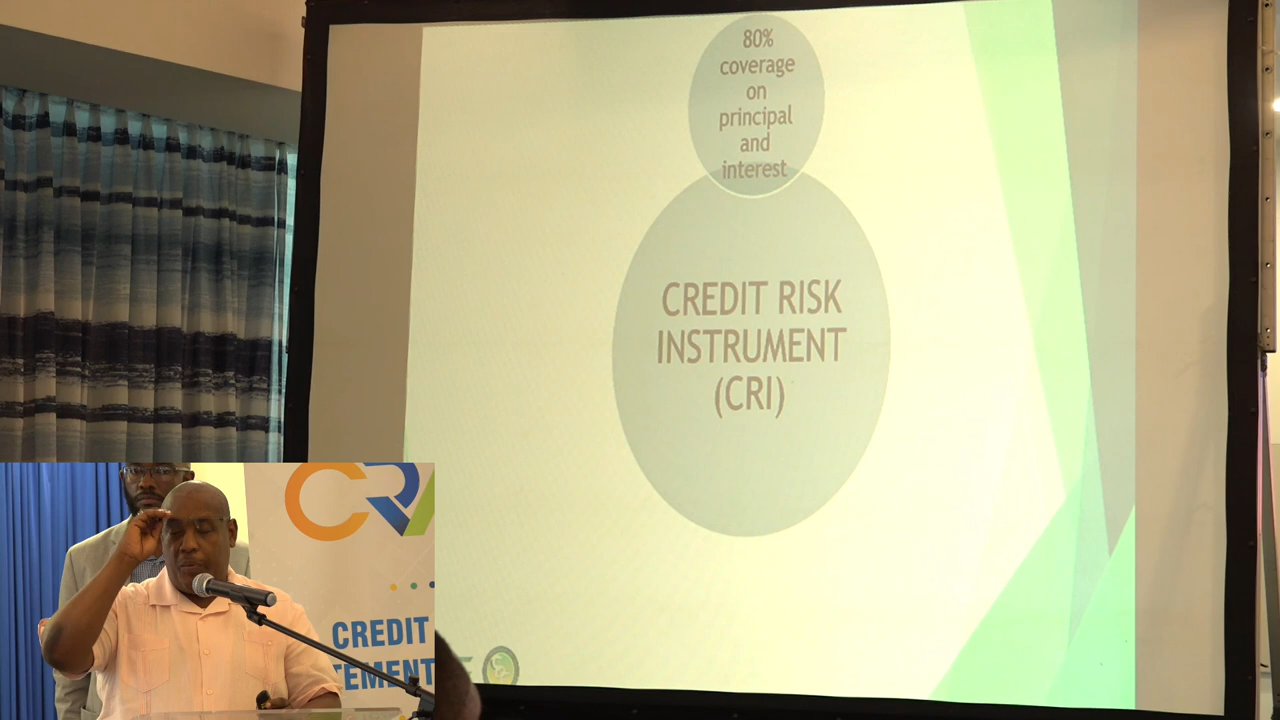 80%
coverage
on
principal
and
interest
CREDIT RISK
INSTRUMENT
(CRI)
CREDIT
TEMENT